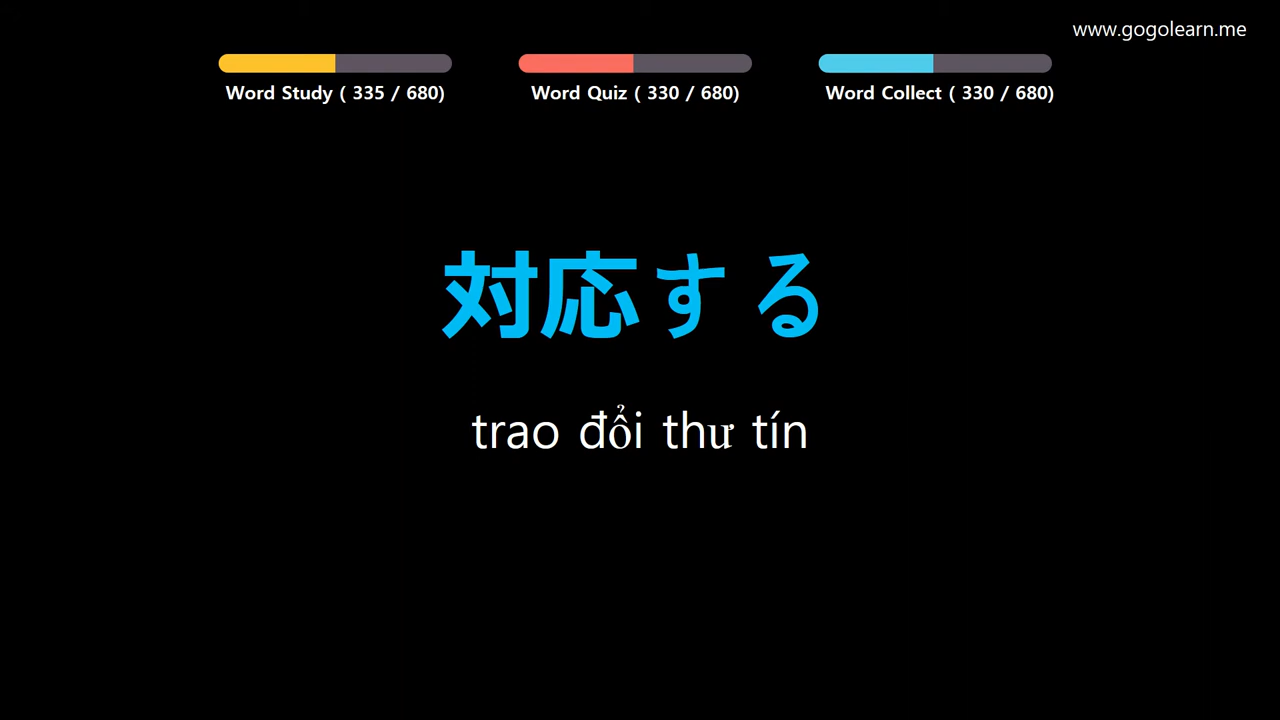 www.gogolearn.me
Word Study ( 335 / 680)
Word Quiz ( 330 / 680)
Word Collect ( 330 / 680)
対応する
trao đổi thư tín